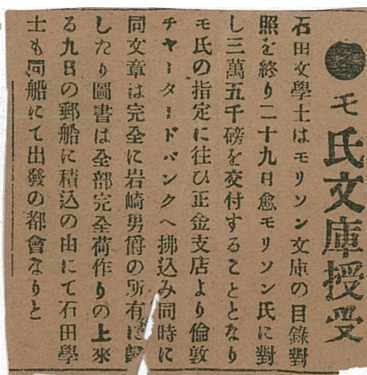 ●モ氏文庫授受
石田文學士はモリソン文庫の目錄對
照を終り二十九日愈モリソン氏に對
し三萬五千磅を交付することとなり
モ氏の指定に往ひ正金支店より倫敦
チヤータードバンクへ拂込み同時に
同文章は完全に岩崎男爵の所有に歸
したり圖書は全部完全荷作りの上來
る九日の郵船に積込の由にて石田學
士も同船にて出發の都會なりと